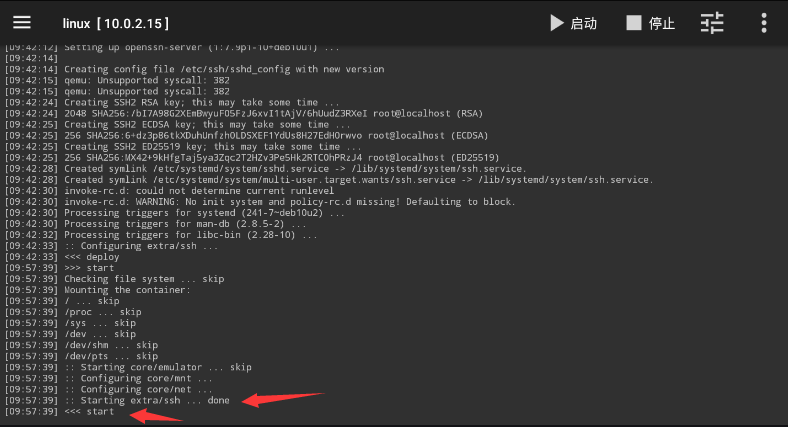 linux [ 10.0.2.15 ]
启动
停止
[09:42:12] Setting up openssh-server (1:7.9p1-10+deb10u1) ...
[09:42:14]
[09:42:14] Creating config file /etc/ssh/sshd_config with new version
[09:42:15] qemu: Unsupported syscall: 382
[09:42:15] qemu: Unsupported syscall: 382
[09:42:24] Creating SSH2 RSA key; this may take some time ...
[09:42:24] 2048 SHA256:/bI7A98G2XEmBwyuFO5FzJ6xvI1tAjV/6hUudZ3RXeI root@localhost (RSA)
[09:42:25] Creating SSH2 ECDSA key; this may take some time ...
[09:42:25] 256 SHA256:6+dz3pB6tkXDuhUnfzhOLDSXEF1YdUs8H27EdHOrwvo root@localhost (ECDSA)
[09:42:25] Creating SSH2 ED25519 key; this may take some time ...
[09:42:25] 256 SHA256:MX42+9kHfgTaj5ya3Zqc2T2HZv3Pe5Hk2RTCOhPRzJ4 root@localhost (ED25519)
[09:42:28] Created symlink /etc/systemd/system/sshd.service -> /lib/systemd/system/ssh.service.
[09:42:28] Created symlink /etc/systemd/system/multi-user.target.wants/ssh.service -> /lib/systemd/system/ssh.service.
[09:42:30] invoke-rc.d: could not determine current runlevel
[09:42:30] invoke-rc.d: WARNING: No init system and policy-rc.d missing! Defaulting to block.
[09:42:30] Processing triggers for systemd (241-7~deb10u2) ...
[09:42:30] Processing triggers for man-db (2.8.5-2) ...
[09:42:32] Processing triggers for libc-bin (2.28-10) ...
[09:42:33] :: Configuring extra/ssh ...
[09:42:33] <<< deploy
[09:57:39] >>> start
[09:57:39] Checking file system ... skip
[09:57:39] Mounting the container:
[09:57:39] / ... skip
[09:57:39] /proc ... skip
[09:57:39] /sys ... skip
[09:57:39] /dev ... skip
[09:57:39] /dev/shm ... skip
[09:57:39] /dev/pts ... skip
[09:57:39] :: Starting core/emulator ... skip
[09:57:39] :: Configuring core/mnt ...
[09:57:39] :: Configuring core/net ...
[09:57:39] :: Starting extra/ssh ... done
[09:57:39] <<< start